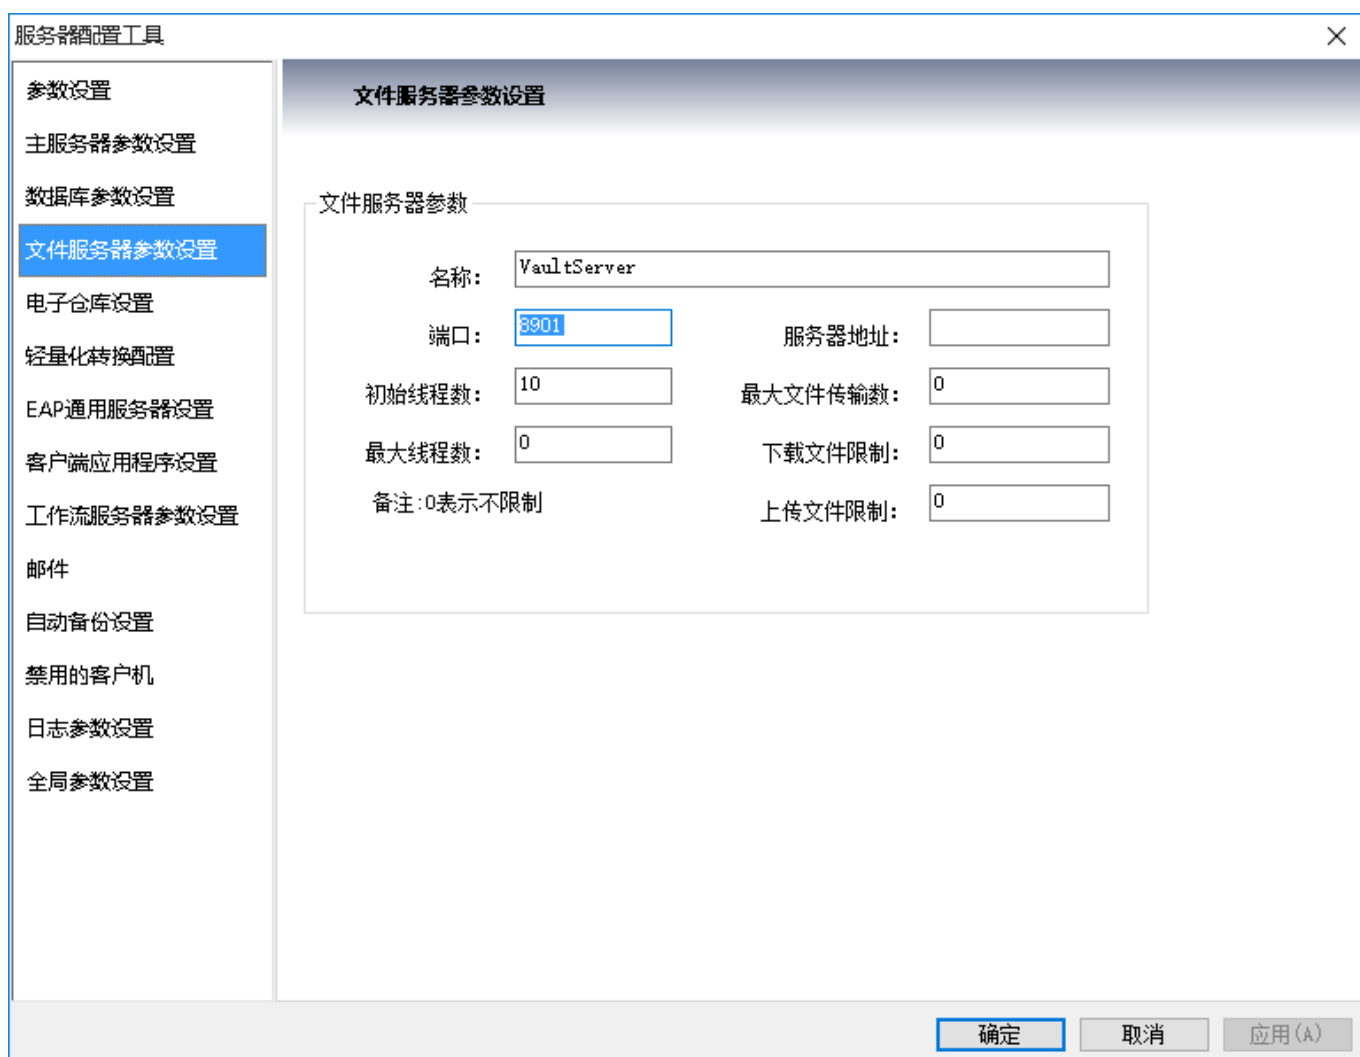 服务器配置工具
参数设置
主服务器参数设置
数据库参数设置
文件服务器参数设置
电子仓库设置
轻量化转换配置
EAP通用服务器设置
客户端应用程序设置
工作流服务器参数设置
邮件
自动备份设置
禁用的客户机
日志参数设置
全局参数设置
文件服务器参数设置
文件服务器参数
名称: VaultServer
端口: 8901 服务器地址:
初始线程数: 10 最大文件传输数: 0
最大线程数: 0 下载文件限制: 0
备注:0表示不限制 上传文件限制: 0
确定 取消 应用(A)